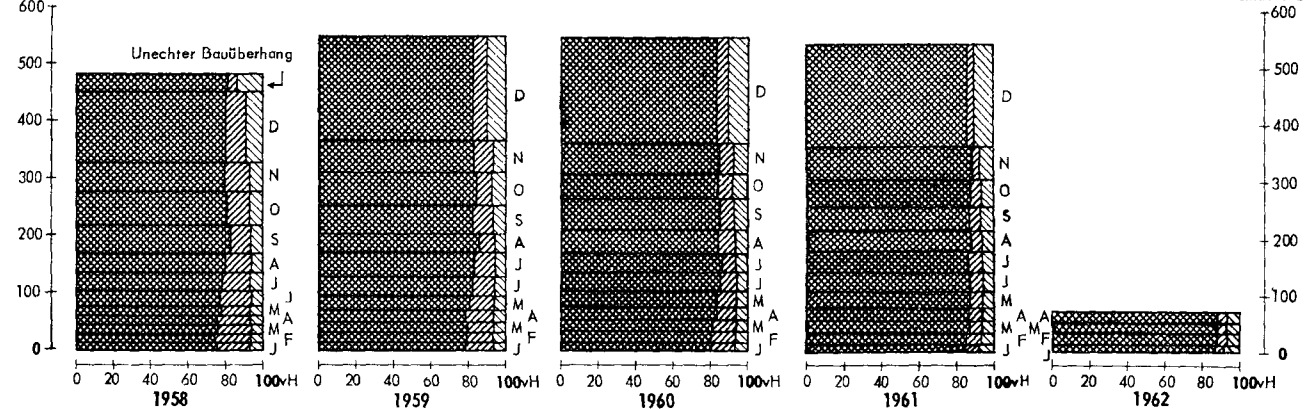 600 600
Unechter Bauüberhang
500 500
D D D D
400 400
N N N N
300 300
O O O O
S S S S
200 200
A A A A
J J J J
100 J J J J 100
M M M M
A A A A A
M M M M M
F F F F F
0 J J J J J 0
0 20 40 60 80 100vH 0 20 40 60 80 100vH 0 20 40 60 80 100vH 0 20 40 60 80 100vH 0 20 40 60 80 100vH
1958 1959 1960 1961 1962